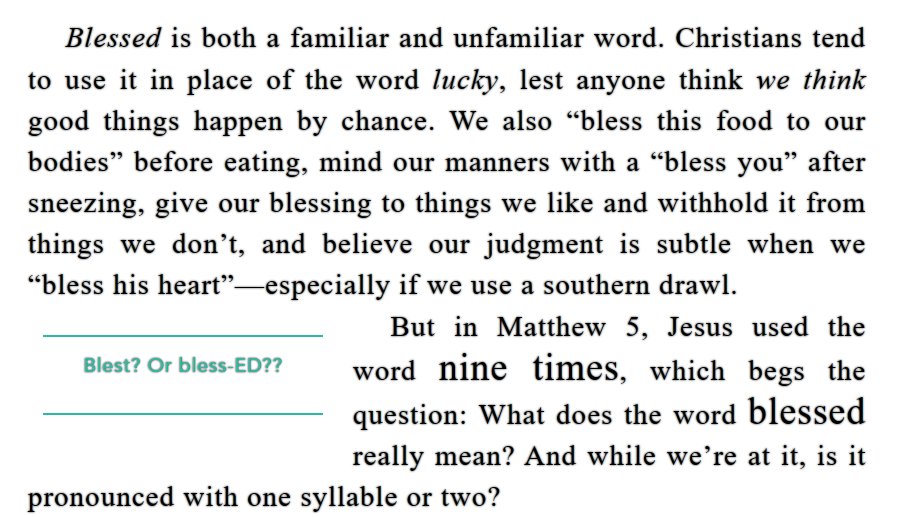 Blessed is both a familiar and unfamiliar word. Christians tend
to use it in place of the word lucky, lest anyone think we think
good things happen by chance. We also “bless this food to our
bodies” before eating, mind our manners with a “bless you” after
sneezing, give our blessing to things we like and withhold it from
things we don’t, and believe our judgment is subtle when we
“bless his heart”—especially if we use a southern drawl.
Blest? Or bless-ED??
But in Matthew 5, Jesus used the
word nine times, which begs the
question: What does the word blessed
really mean? And while we’re at it, is it
pronounced with one syllable or two?